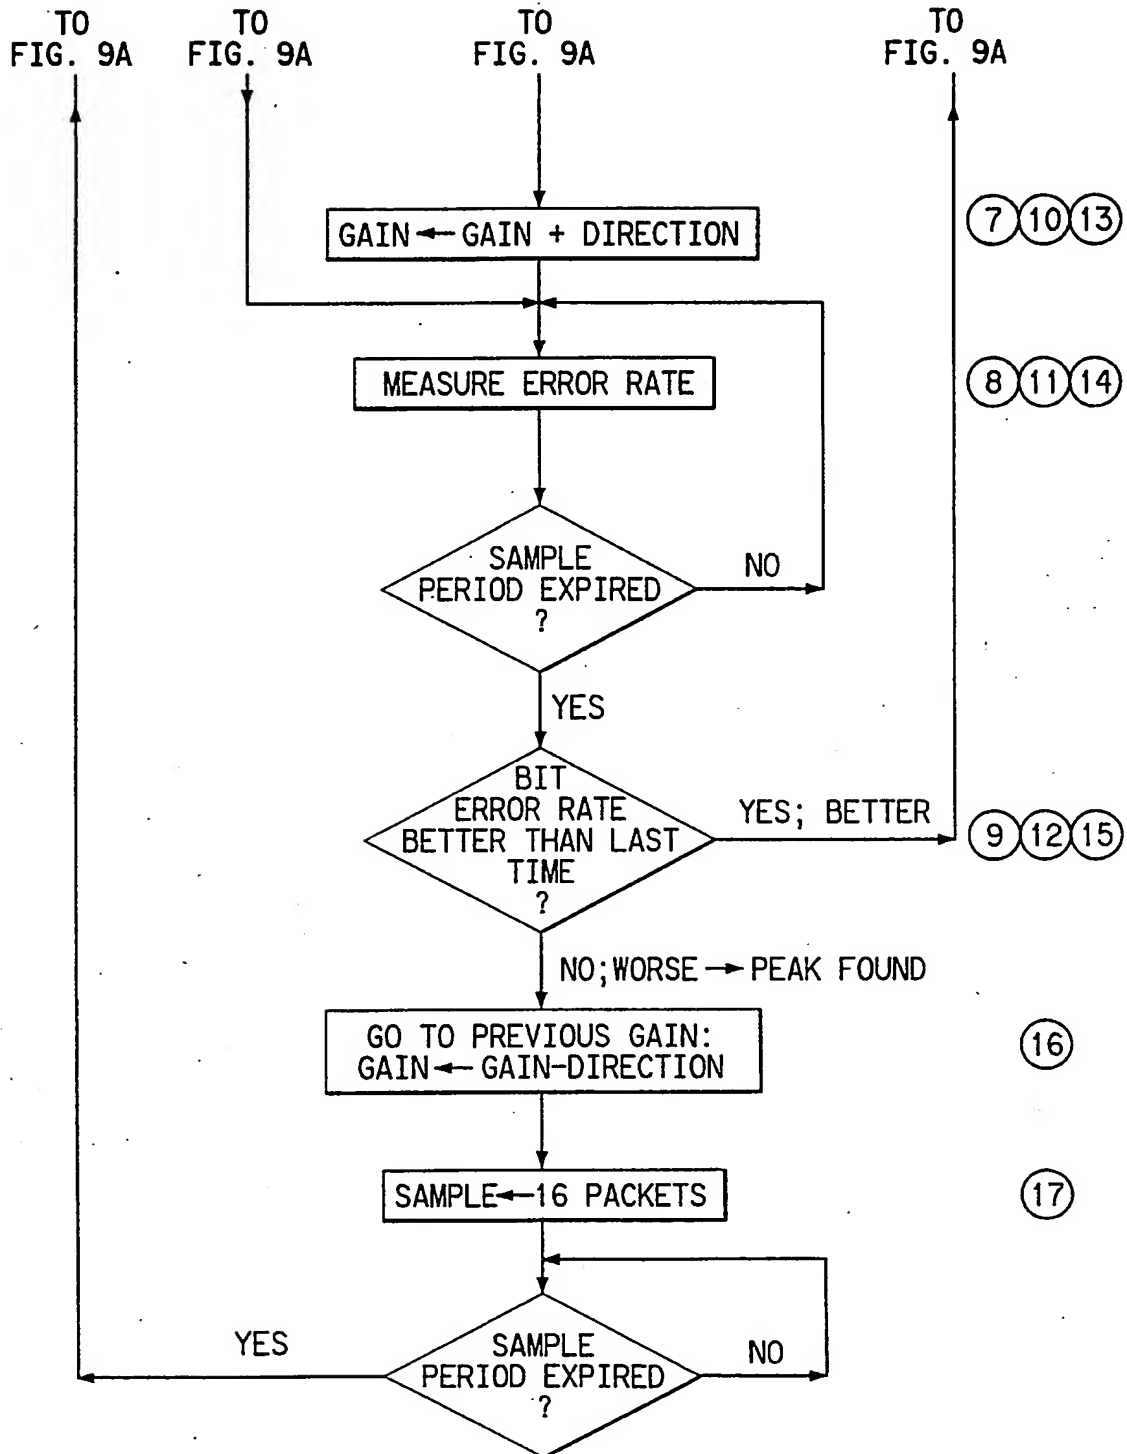 TO
FIG. 9A
TO
FIG. 9A
TO
FIG. 9A
TO
FIG. 9A
GAIN ← GAIN + DIRECTION
7 10 13
MEASURE ERROR RATE
8 11 14
SAMPLE
PERIOD EXPIRED
?
NO
YES
BIT
ERROR RATE
BETTER THAN LAST
TIME
?
YES; BETTER
9 12 15
NO; WORSE → PEAK FOUND
GO TO PREVIOUS GAIN:
GAIN ← GAIN-DIRECTION
16
SAMPLE ← 16 PACKETS
17
SAMPLE
PERIOD EXPIRED
?
YES
NO